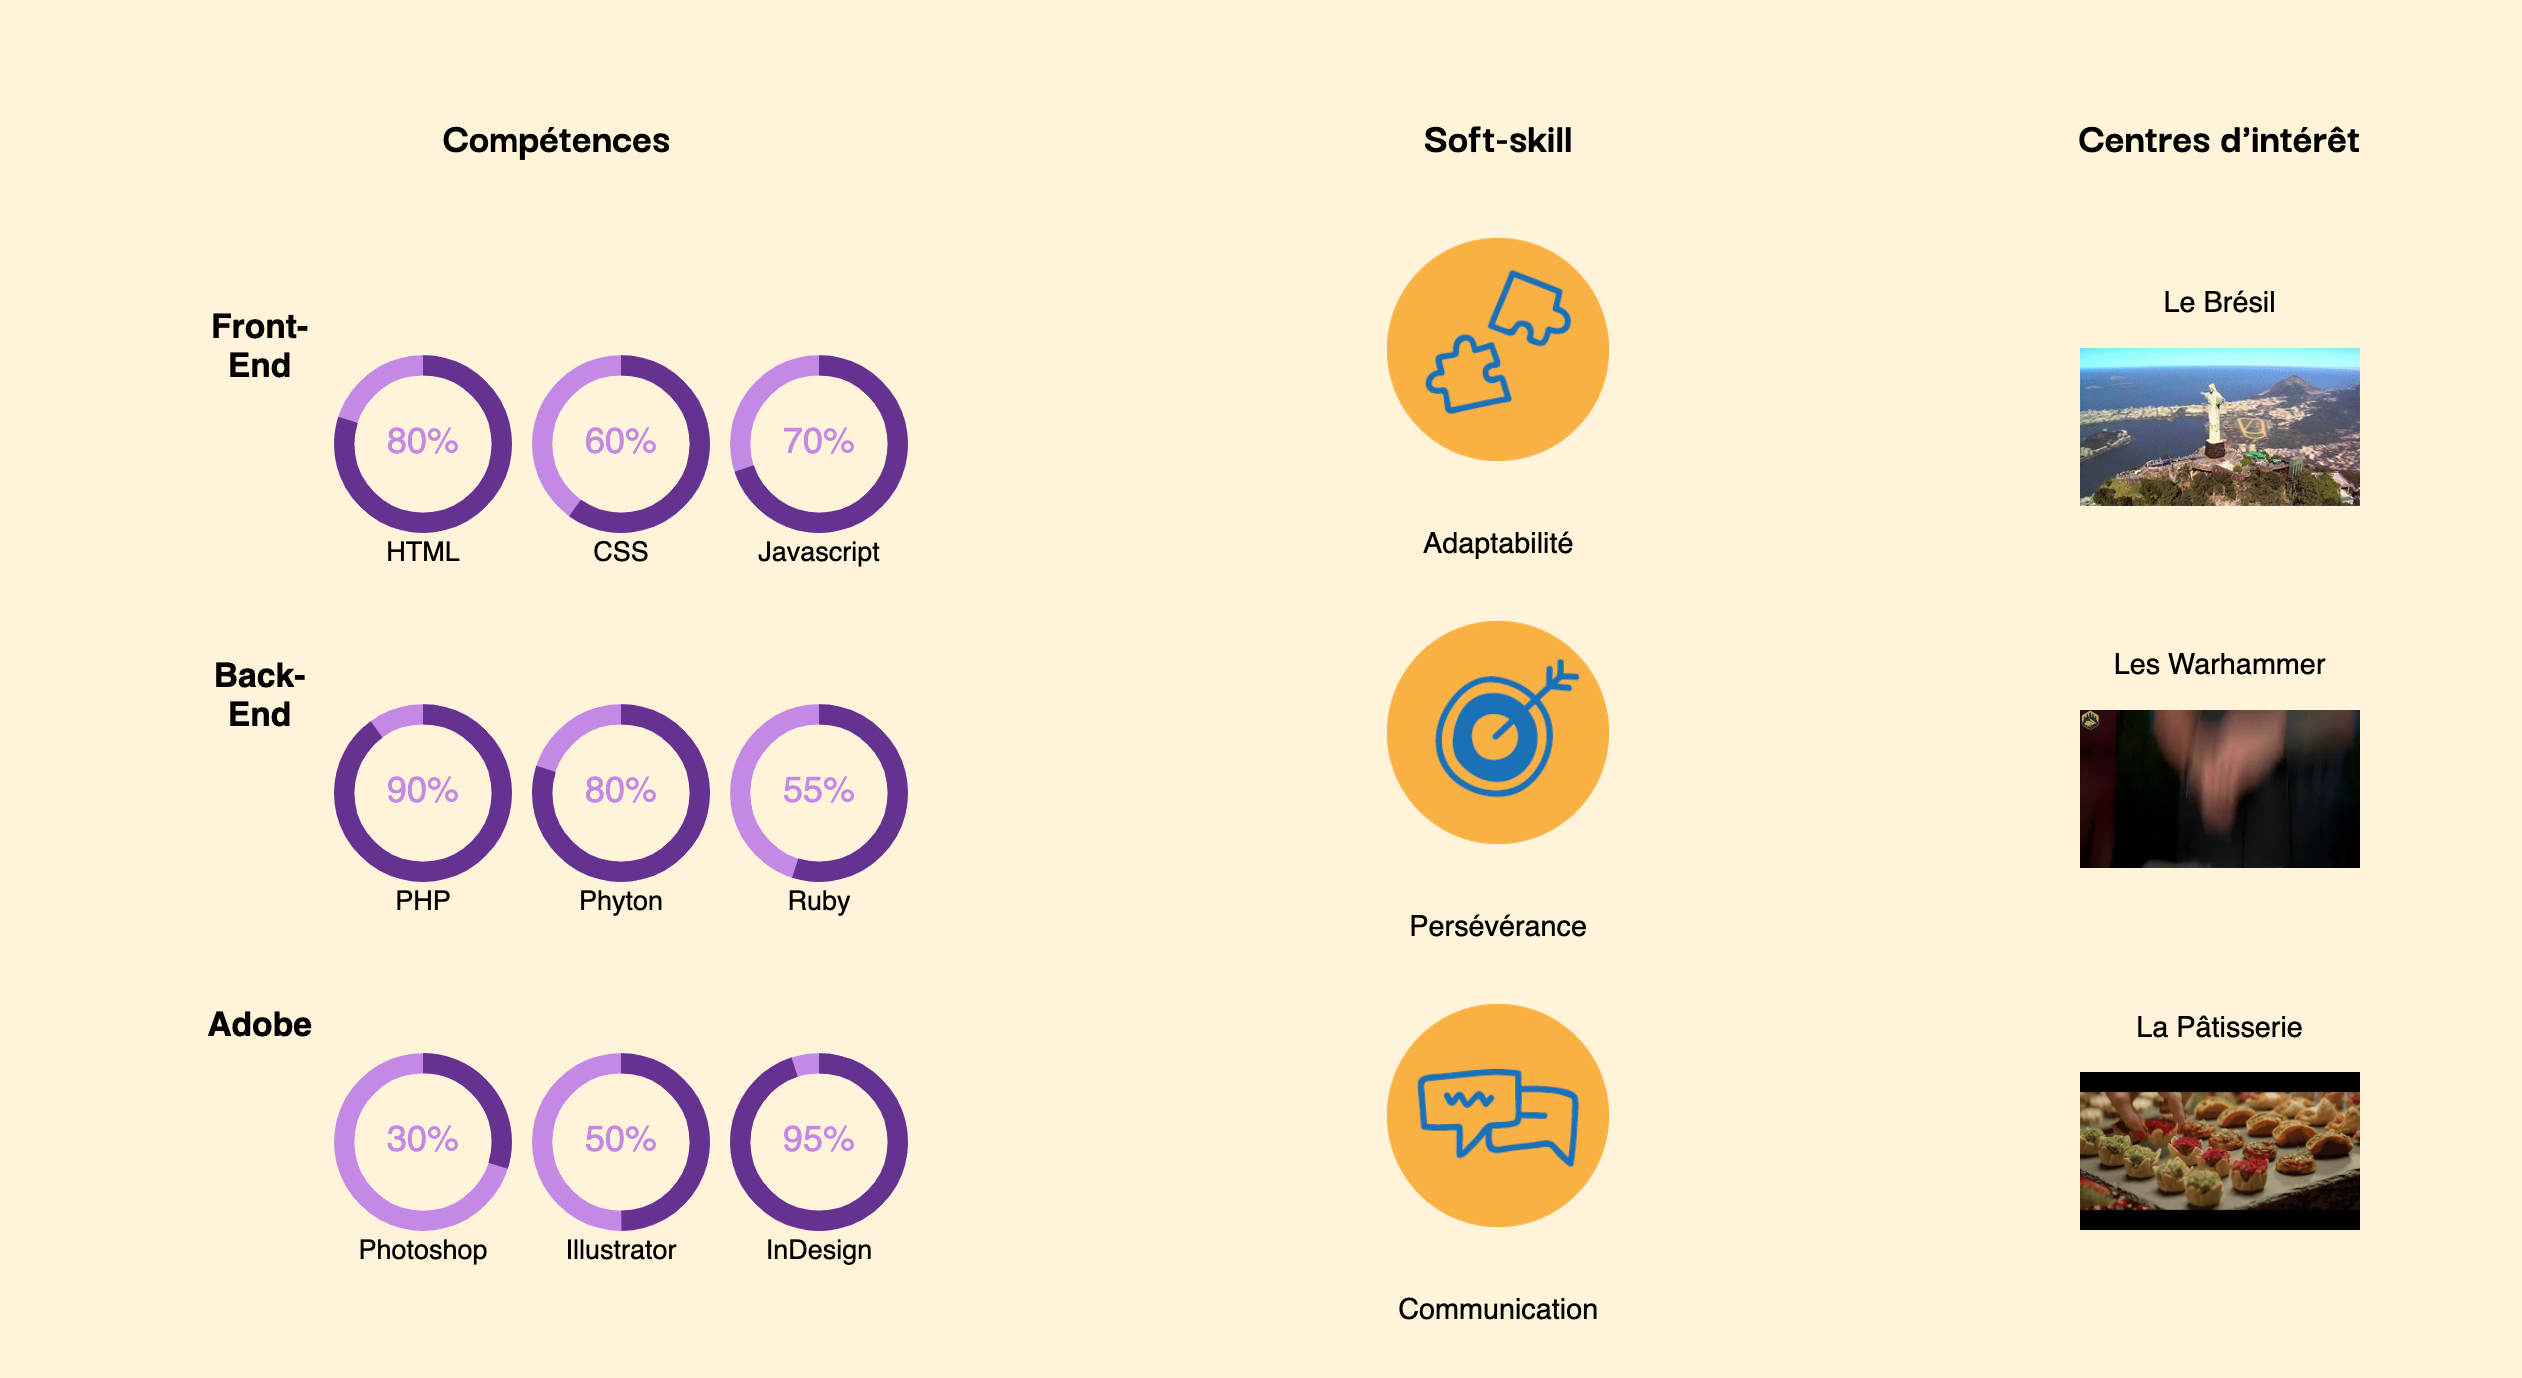 Compétences
Front-
End
80%
60%
70%
HTML
CSS
Javascript
Back-
End
90%
80%
55%
PHP
Phyton
Ruby
Adobe
30%
50%
95%
Photoshop
Illustrator
InDesign
Soft-skill
Adaptabilité
Persévérance
Communication
Centres d’intérêt
Le Brésil
Les Warhammer
La Pâtisserie